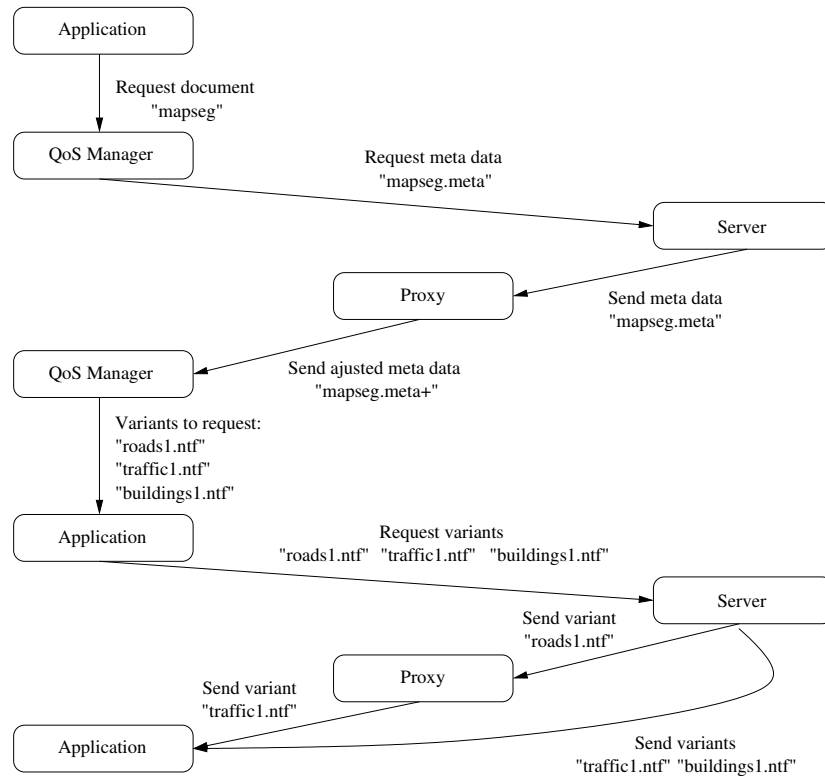 Application
Request document
"mapseg"
QoS Manager
Request meta data
"mapseg.meta"
Server
Proxy
Send meta data
"mapseg.meta"
QoS Manager
Send ajusted meta data
"mapseg.meta+"
Variants to request:
"roads1.ntf"
"traffic1.ntf"
"buildings1.ntf"
Application
Request variants
"roads1.ntf" "traffic1.ntf" "buildings1.ntf"
Server
Send variant
"roads1.ntf"
Proxy
Send variant
"traffic1.ntf"
Application
Send variants
"traffic1.ntf" "buildings1.ntf"